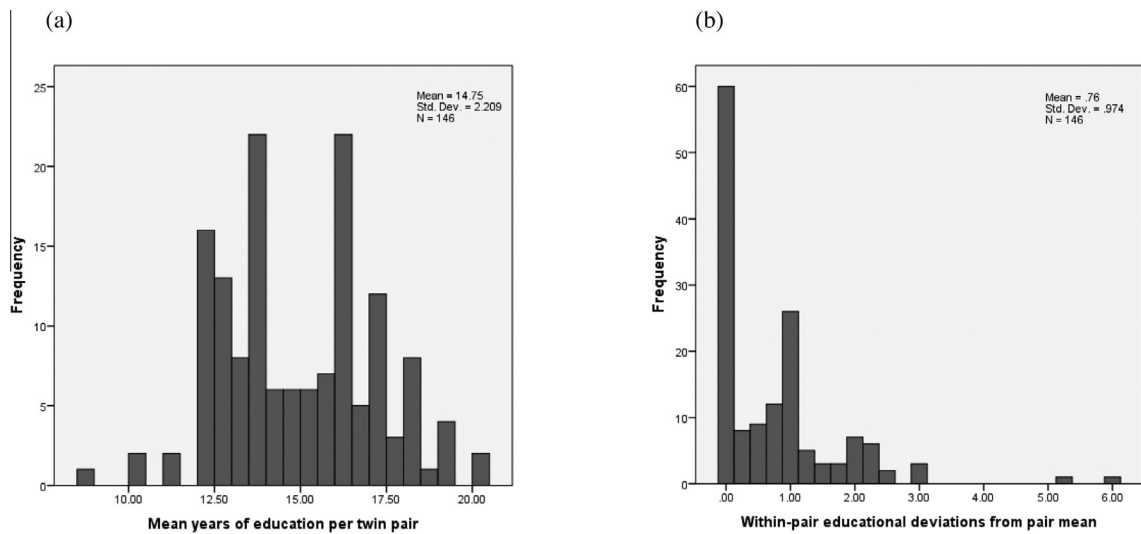 (a)
Mean = 14.75
Std. Dev. = 2.209
N = 146
25
20
15
10
5
0
Frequency
10.00 12.50 15.00 17.50 20.00
Mean years of education per twin pair
(b)
Mean = .76
Std. Dev. = .974
N = 146
60
50
40
30
20
10
0
Frequency
.00 1.00 2.00 3.00 4.00 5.00 6.00
Within-pair educational deviations from pair mean